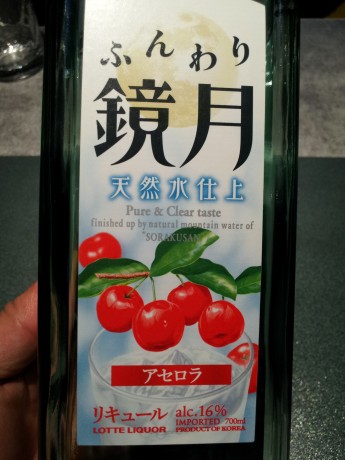 ふんわり
鏡月
天然水仕上
Pure & Clear taste
finished up by natural mountain water of
"SORAKUSAN"
アセロラ
リキュール alc.16%
LOTTE LIQUOR IMPORTED 700ml
PRODUCT OF KOREA